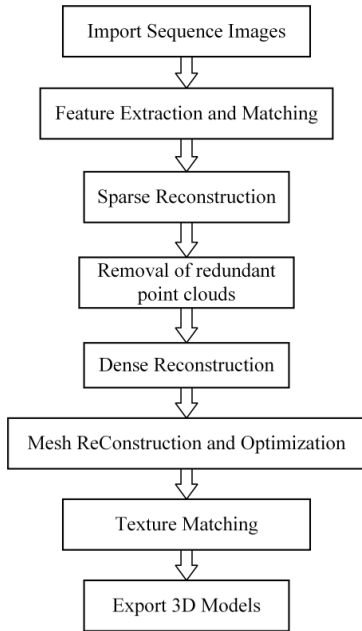 Import Sequence Images
Feature Extraction and Matching
Sparse Reconstruction
Removal of redundant
point clouds
Dense Reconstruction
Mesh ReConstruction and Optimization
Texture Matching
Export 3D Models